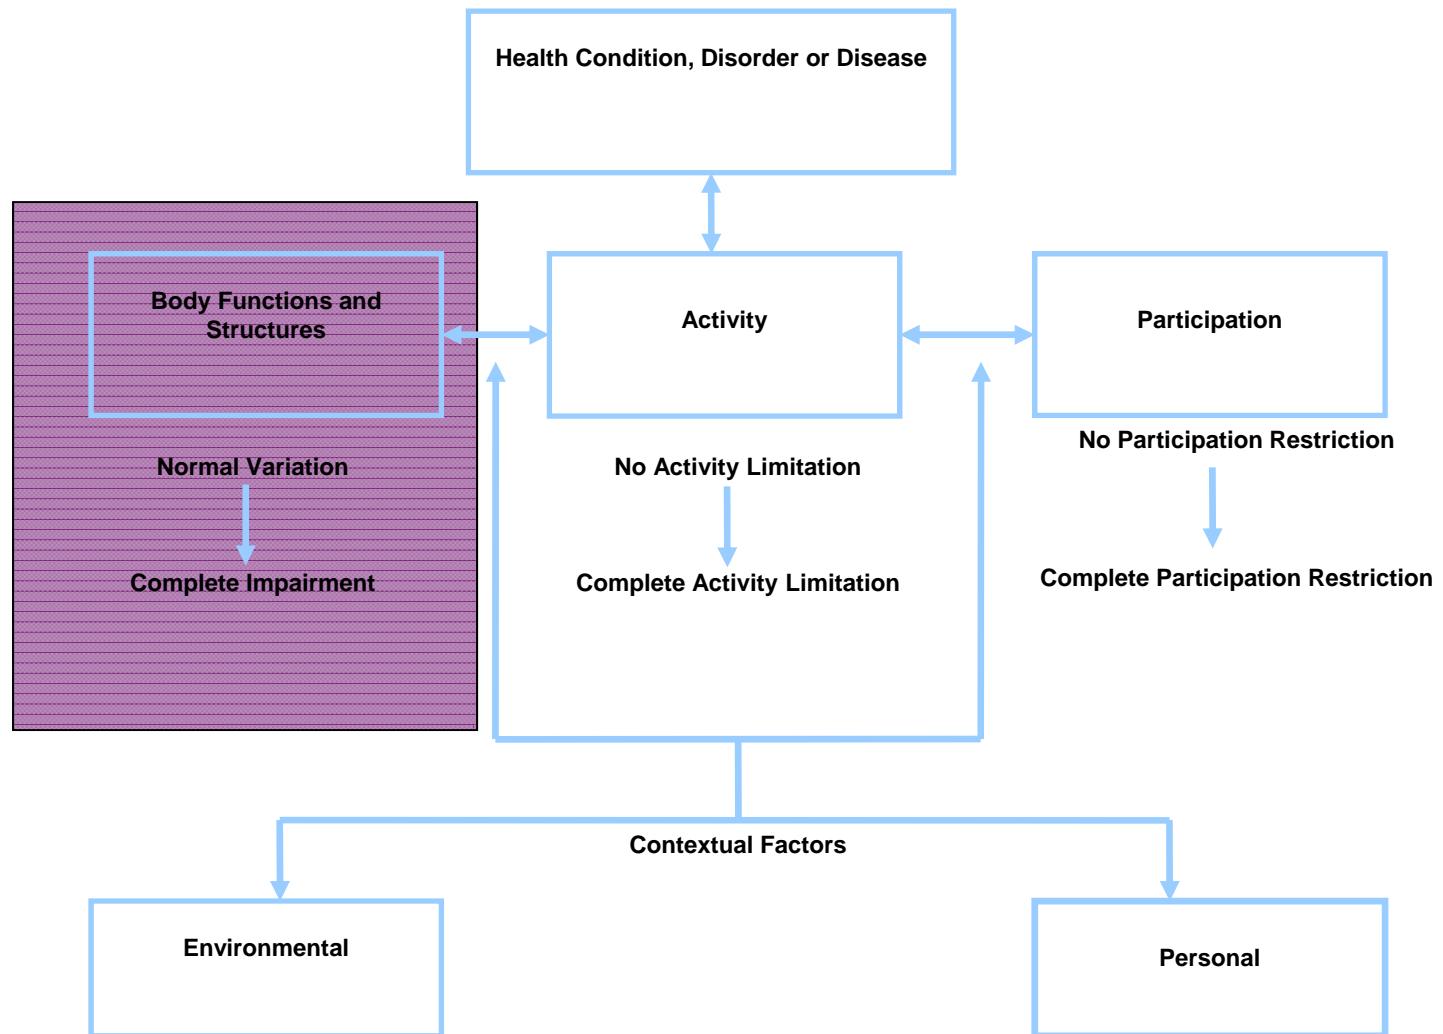 Health Condition, Disorder or Disease
Body Functions and
Structures
Activity
Participation
Normal Variation
No Activity Limitation
No Participation Restriction
Complete Impairment
Complete Activity Limitation
Complete Participation Restriction
Contextual Factors
Environmental
Personal